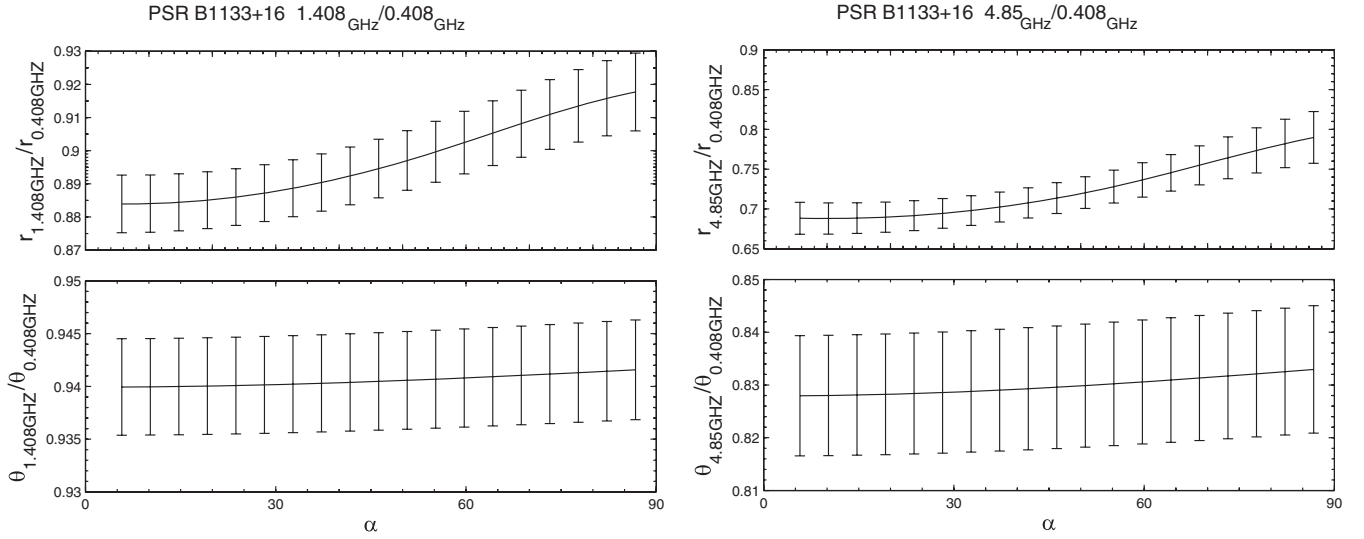 PSR B1133+16 1.408GHz/0.408GHz
r1.408GHZ/r0.408GHZ
0.93
0.92
0.91
0.9
0.89
0.88
0.87
θ1.408GHZ/θ0.408GHZ
0.95
0.945
0.94
0.935
0.93
0 30 60 90
α
PSR B1133+16 4.85GHz/0.408GHz
r4.85GHZ/r0.408GHZ
0.9
0.85
0.8
0.75
0.7
0.65
θ4.85GHZ/θ0.408GHZ
0.85
0.84
0.83
0.82
0.81
0 30 60 90
α